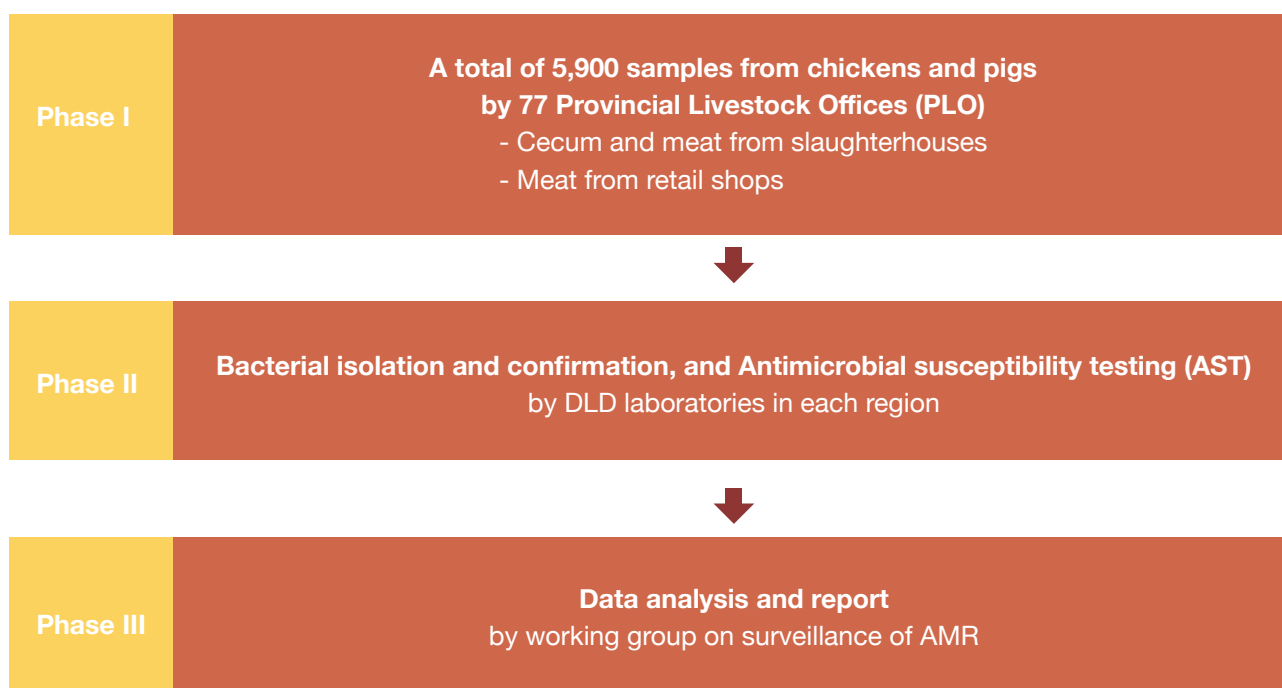 Phase I
A total of 5,900 samples from chickens and pigs
by 77 Provincial Livestock Offices (PLO)
- Cecum and meat from slaughterhouses
- Meat from retail shops
Phase II
Bacterial isolation and confirmation, and Antimicrobial susceptibility testing (AST)
by DLD laboratories in each region
Phase III
Data analysis and report
by working group on surveillance of AMR